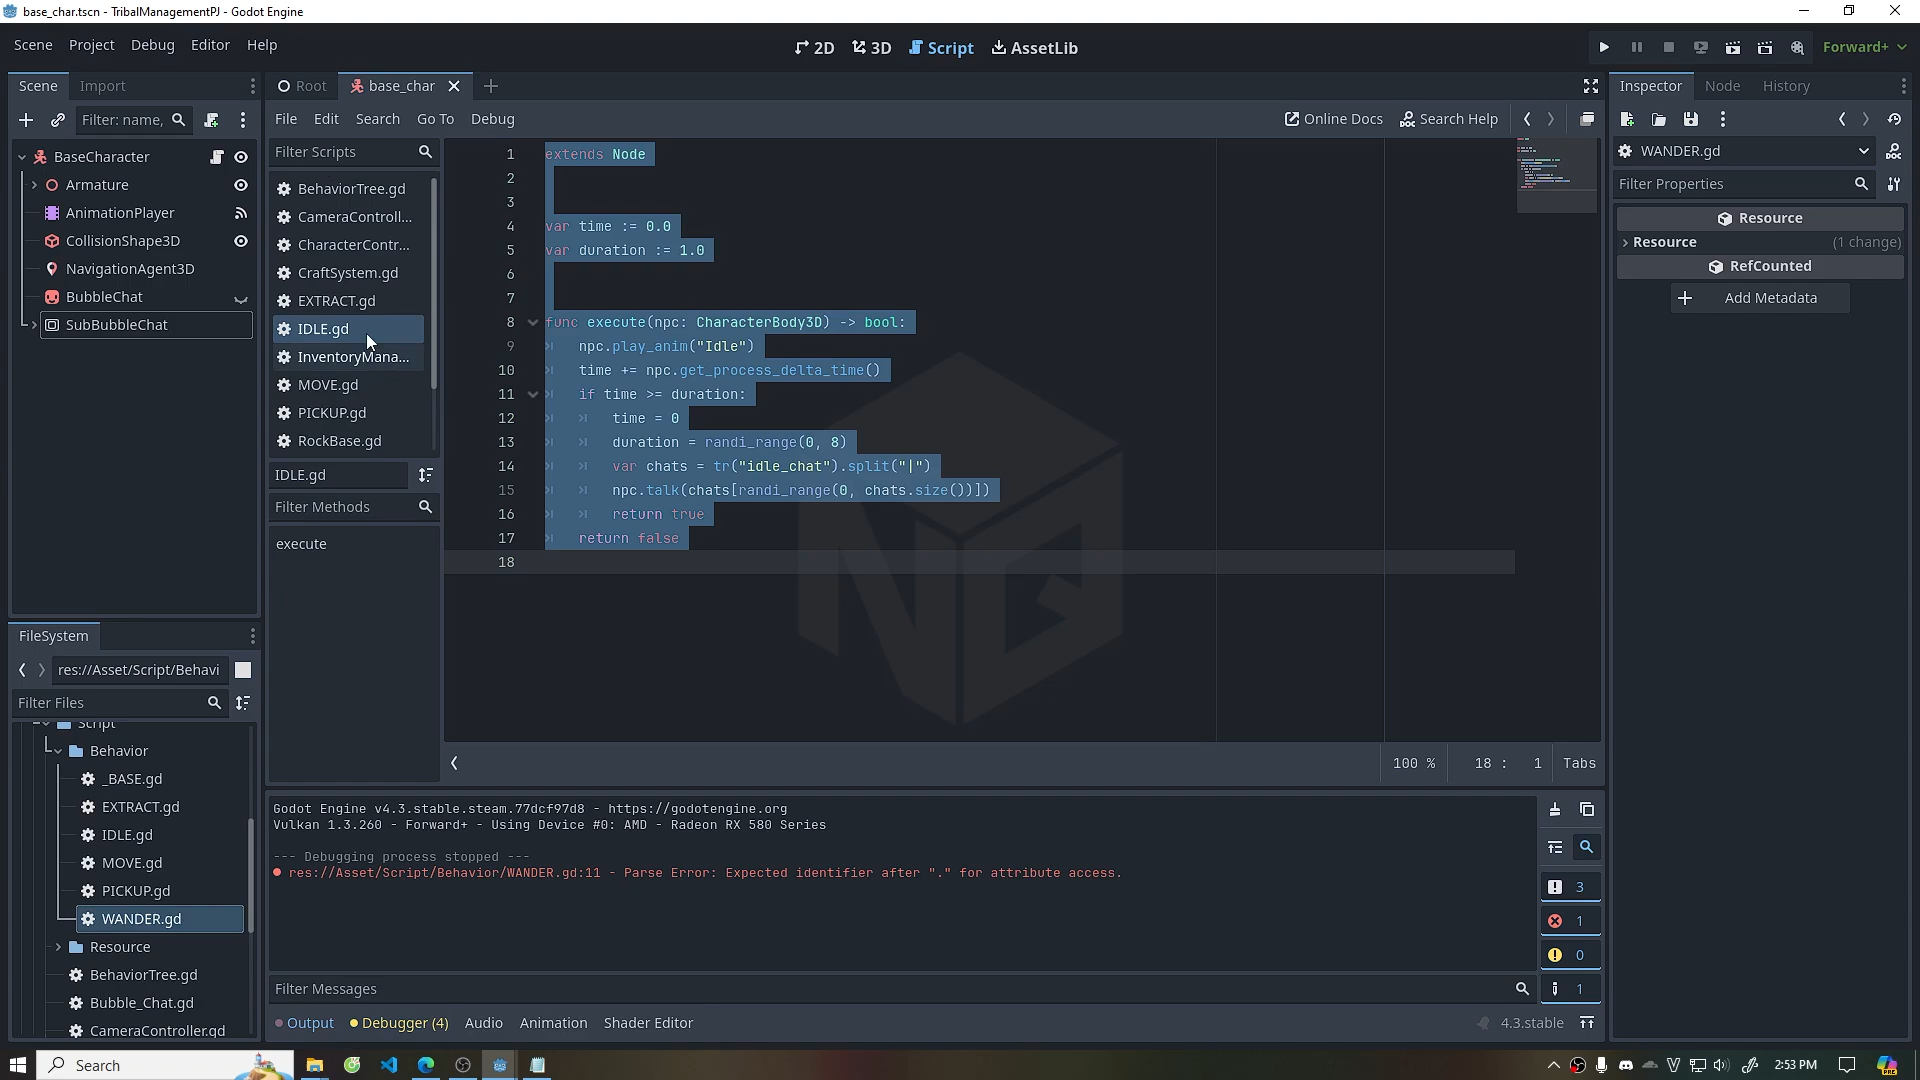 base_char.tscn - TribalManagementPJ - Godot Engine
Scene Project Debug Editor Help
2D 3D Script AssetLib
Forward+
Scene Import
Root base_char
Inspector Node History
Filter: name,
File Edit Search Go To Debug
Online Docs Search Help
BaseCharacter
Armature
AnimationPlayer
CollisionShape3D
NavigationAgent3D
BubbleChat
SubBubbleChat
Filter Scripts
BehaviorTree.gd
CameraControll...
CharacterContr...
CraftSystem.gd
EXTRACT.gd
IDLE.gd
InventoryMana...
MOVE.gd
PICKUP.gd
RockBase.gd
IDLE.gd
Filter Methods
execute
1 extends Node
2
3
4 var time := 0.0
5 var duration := 1.0
6
7
8 func execute(npc: CharacterBody3D) -> bool:
9 npc.play_anim("Idle")
10 time += npc.get_process_delta_time()
11 if time >= duration:
12 time = 0
13 duration = randi_range(0, 8)
14 var chats = tr("idle_chat").split("|")
15 npc.talk(chats[randi_range(0, chats.size())])
16 return true
17 return false
18
100 % 18 : 1 Tabs
WANDER.gd
Filter Properties
Resource
Resource (1 change)
RefCounted
Add Metadata
FileSystem
res://Asset/Script/Behavi
Filter Files
Script
Behavior
_BASE.gd
EXTRACT.gd
IDLE.gd
MOVE.gd
PICKUP.gd
WANDER.gd
Resource
BehaviorTree.gd
Bubble_Chat.gd
CameraController.gd
Godot Engine v4.3.stable.steam.77dcf97d8 - https://godotengine.org
Vulkan 1.3.260 - Forward+ - Using Device #0: AMD - Radeon RX 580 Series
--- Debugging process stopped ---
res://Asset/Script/Behavior/WANDER.gd:11 - Parse Error: Expected identifier after "." for attribute access.
3
1
0
1
Filter Messages
Output Debugger (4) Audio Animation Shader Editor
4.3.stable
Search
2:53 PM